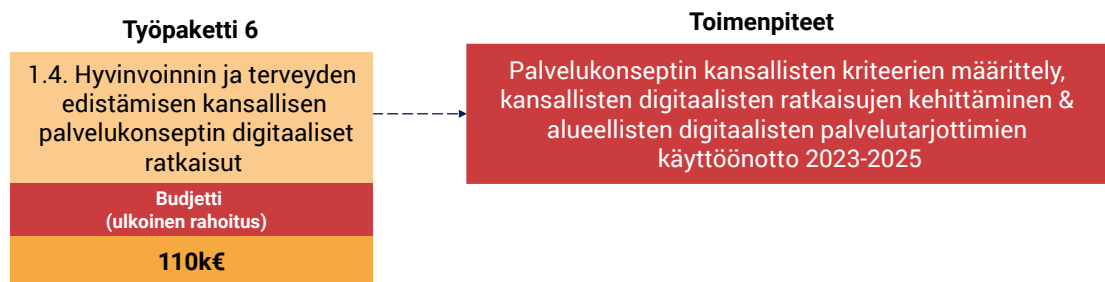 Työpaketti 6
1.4. Hyvinvoinnin ja terveyden
edistämisen kansallisen
palvelukonseptin digitaaliset
ratkaisut
Budjetti
(ulkoinen rahoitus)
110k€
Toimenpiteet
Palvelukonseptin kansallisten kriteerien määrittely,
kansallisten digitaalisten ratkaisujen kehittäminen &
alueellisten digitaalisten palvelutarjottimien
käyttöönotto 2023-2025